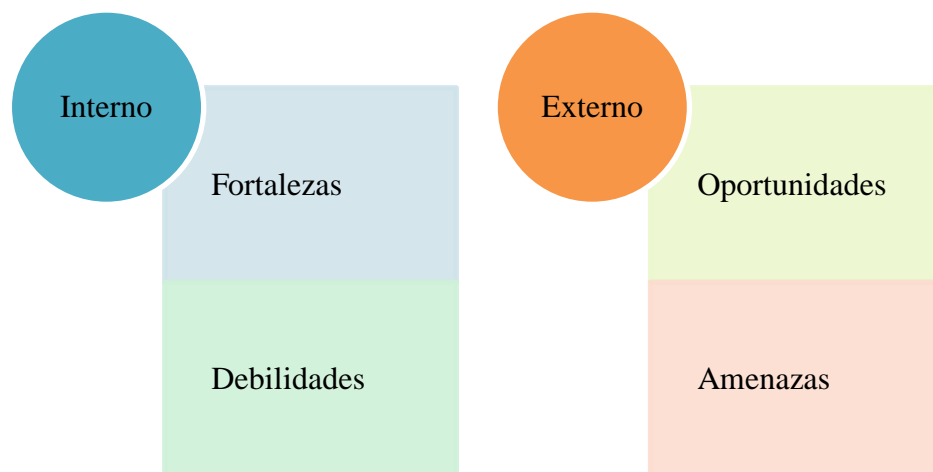 Interno
Fortalezas
Debilidades
Externo
Oportunidades
Amenazas